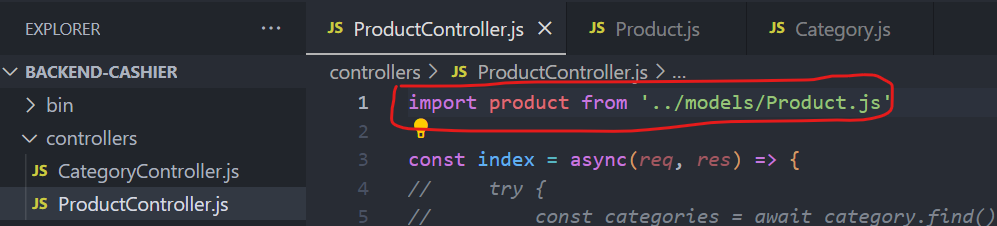 EXPLORER ...
JS ProductController.js ×
JS Product.js
JS Category.js
BACKEND-CASHIER
bin
controllers
JS CategoryController.js
JS ProductController.js
controllers > JS ProductController.js > ...
1 import product from '../models/Product.js'
2
3 const index = async(req, res) => {
4 // try {
5 // const categories = await category.find()